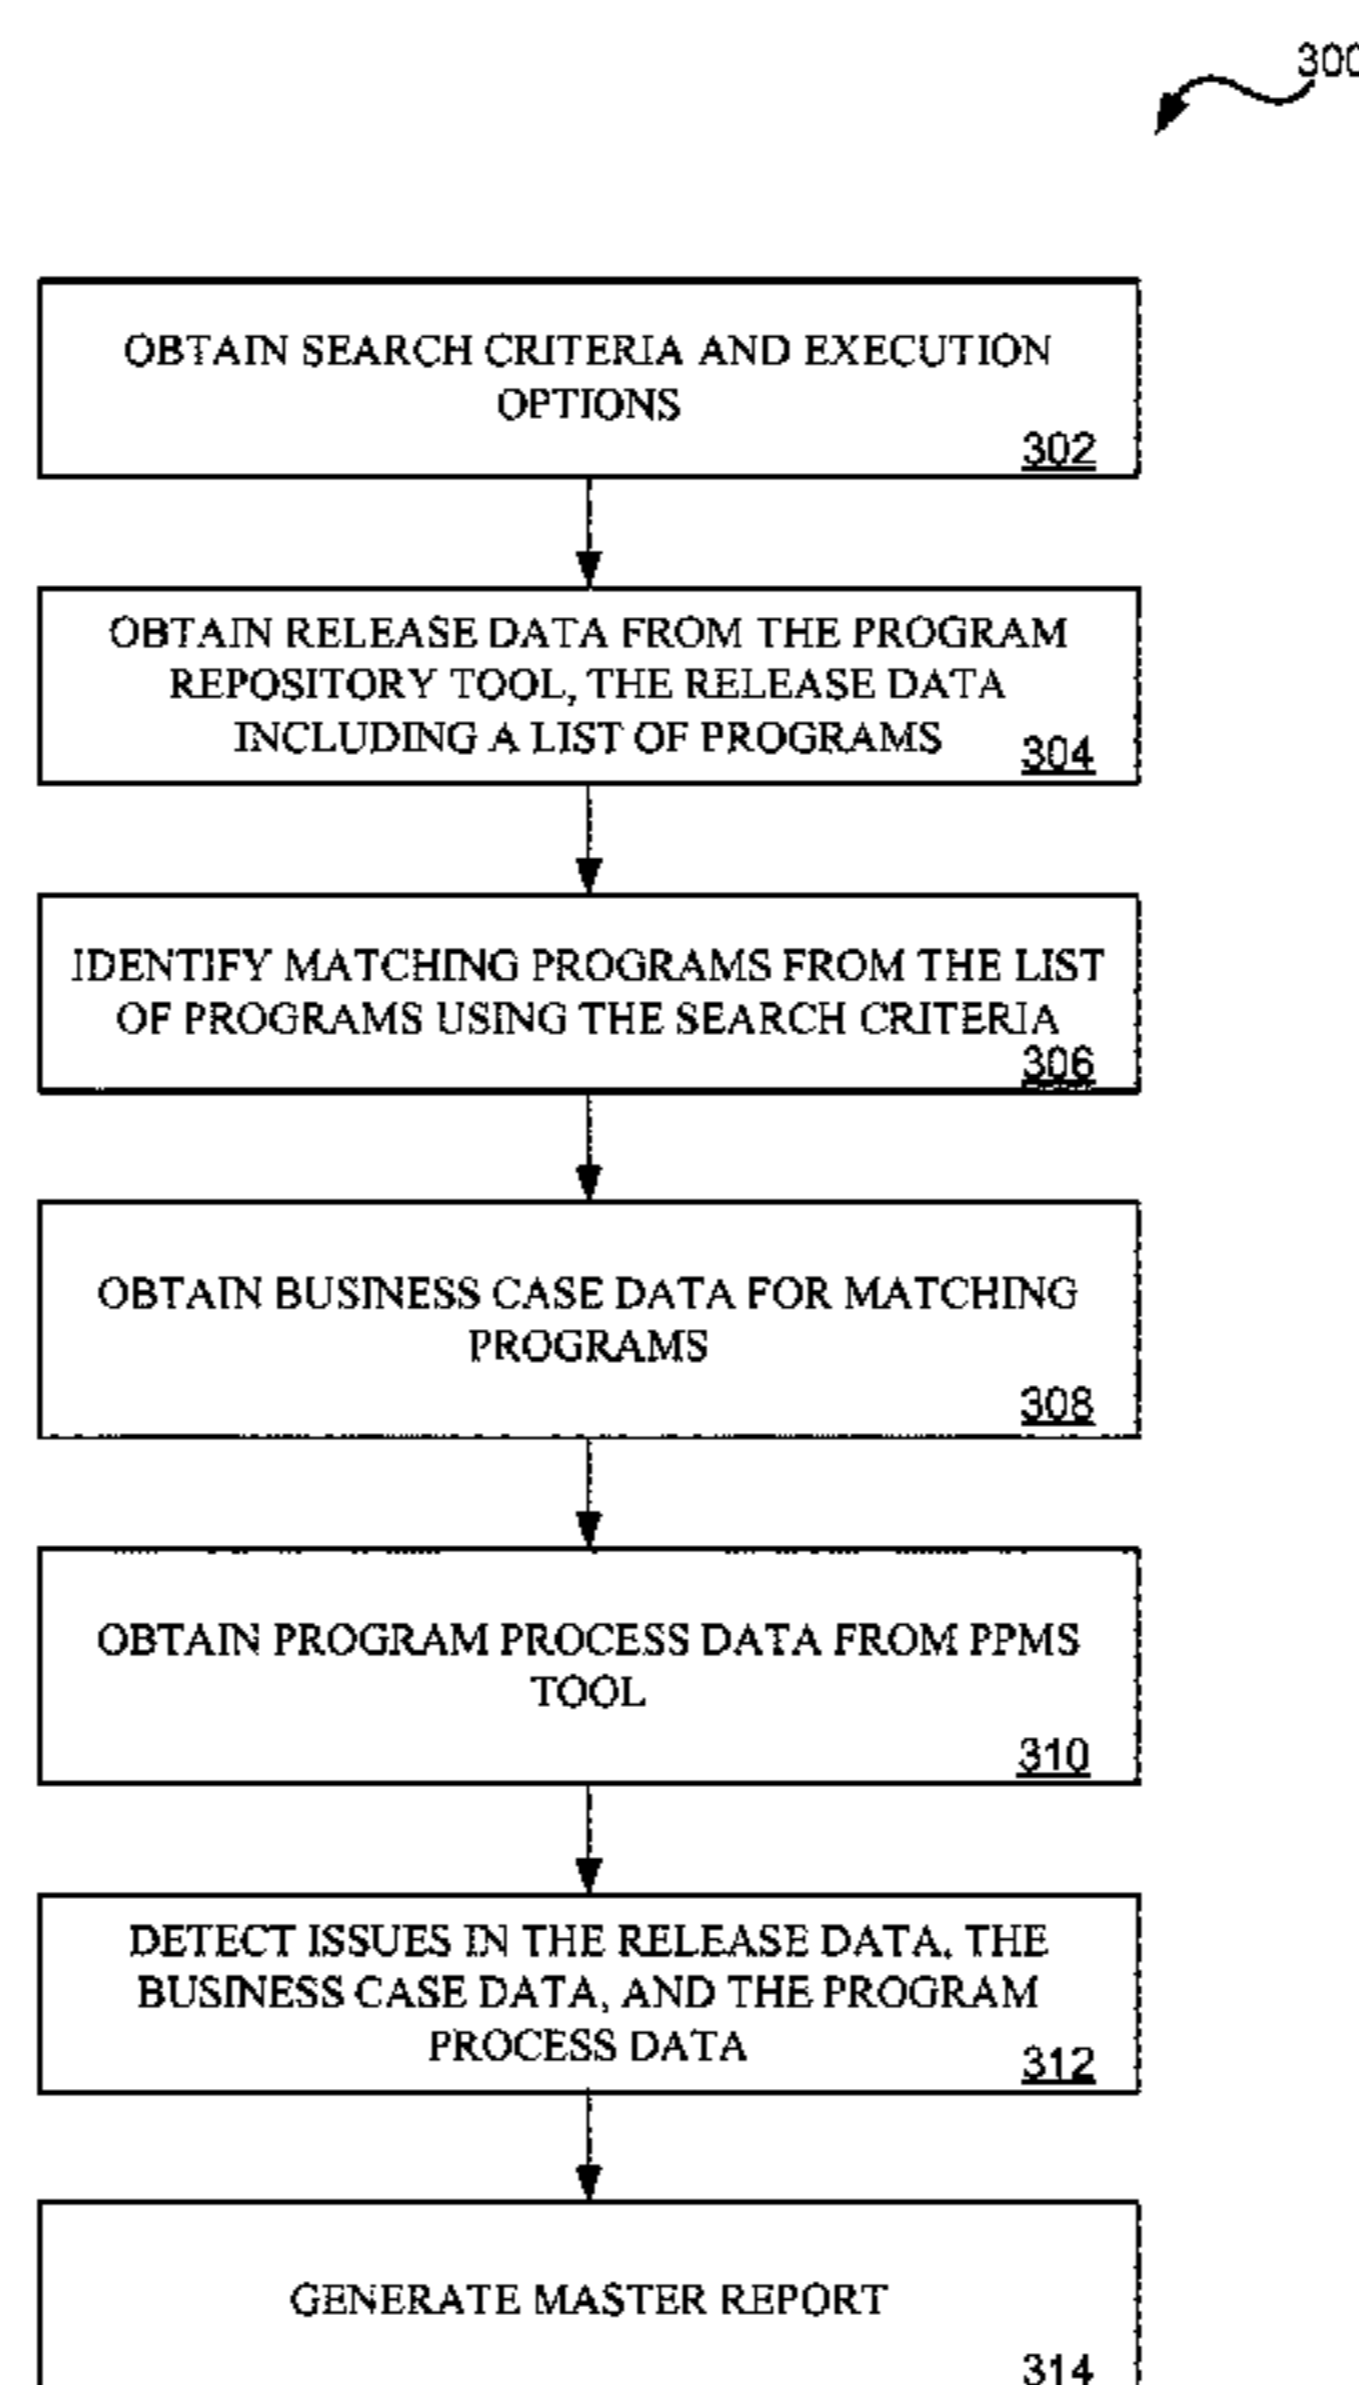 300
OBTAIN SEARCH CRITERIA AND EXECUTION
OPTIONS
302
OBTAIN RELEASE DATA FROM THE PROGRAM
REPOSITORY TOOL, THE RELEASE DATA
INCLUDING A LIST OF PROGRAMS
304
IDENTIFY MATCHING PROGRAMS FROM THE LIST
OF PROGRAMS USING THE SEARCH CRITERIA
306
OBTAIN BUSINESS CASE DATA FOR MATCHING
PROGRAMS
308
OBTAIN PROGRAM PROCESS DATA FROM PPMS
TOOL
310
DETECT ISSUES IN THE RELEASE DATA, THE
BUSINESS CASE DATA, AND THE PROGRAM
PROCESS DATA
312
GENERATE MASTER REPORT
314